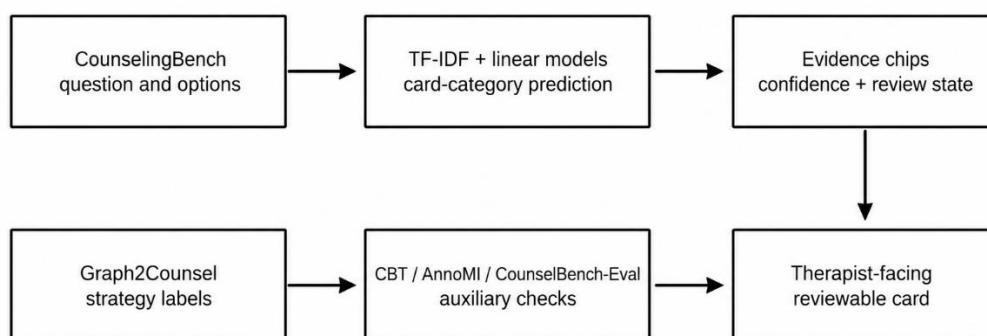 CounselingBench
question and options
TF-IDF + linear models
card-category prediction
Evidence chips
confidence + review state
Graph2Counsel
strategy labels
CBT / AnnoMI / CounselBench-Eval
auxiliary checks
Therapist-facing
reviewable card